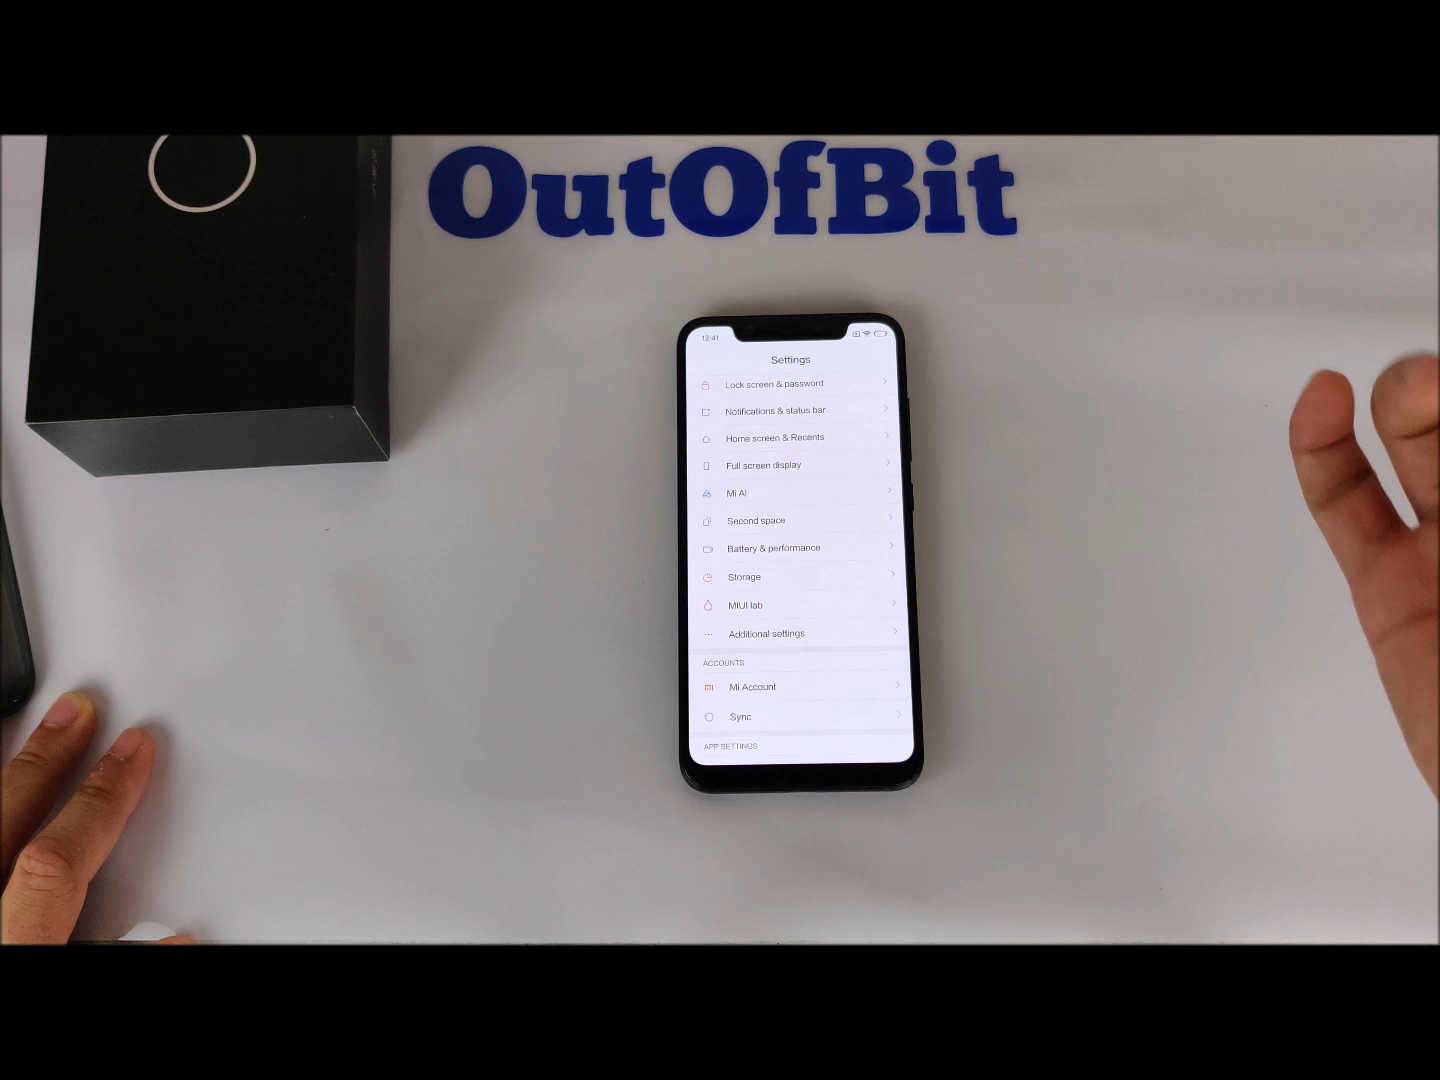 OutOfBit
12:41
Settings
Lock screen & password
Notifications & status bar
Home screen & Recents
Full screen display
Mi AI
Second space
Battery & performance
Storage
MIUI lab
Additional settings
ACCOUNTS
Mi Account
Sync
APP SETTINGS